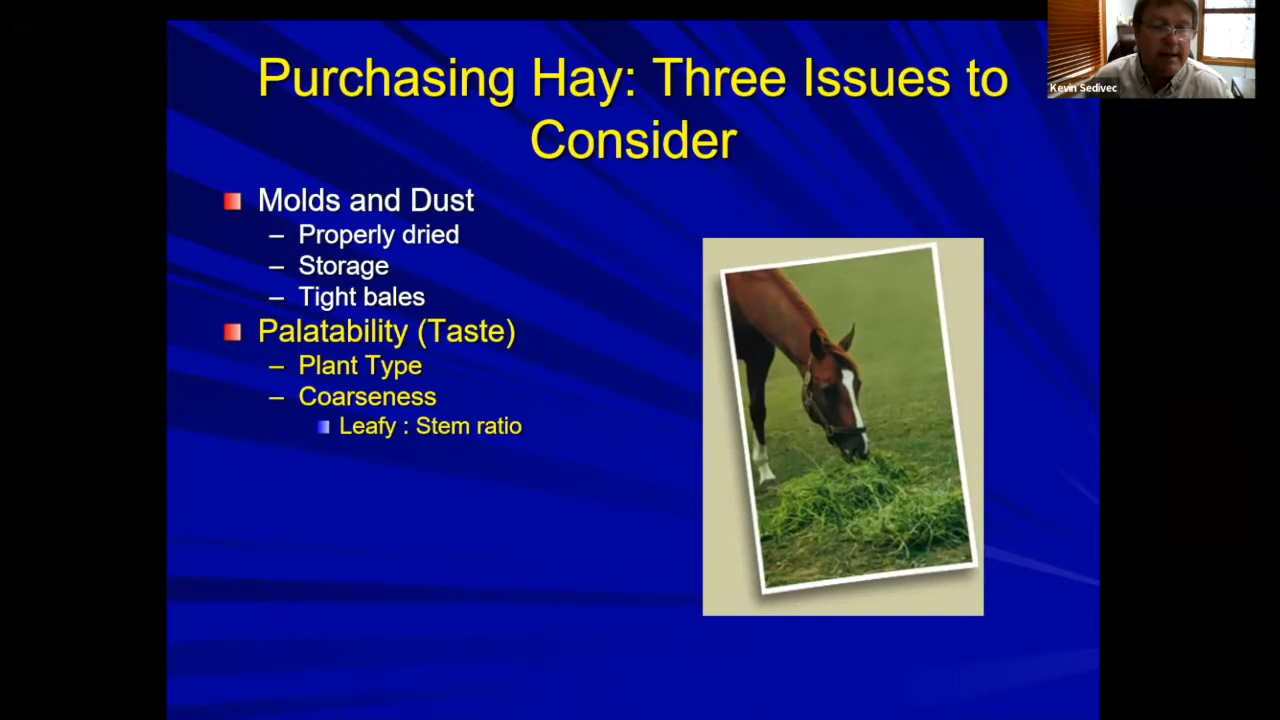 Purchasing Hay: Three Issues to
Consider
Kevin Sedivec
Molds and Dust
– Properly dried
– Storage
– Tight bales
Palatability (Taste)
– Plant Type
– Coarseness
Leafy : Stem ratio